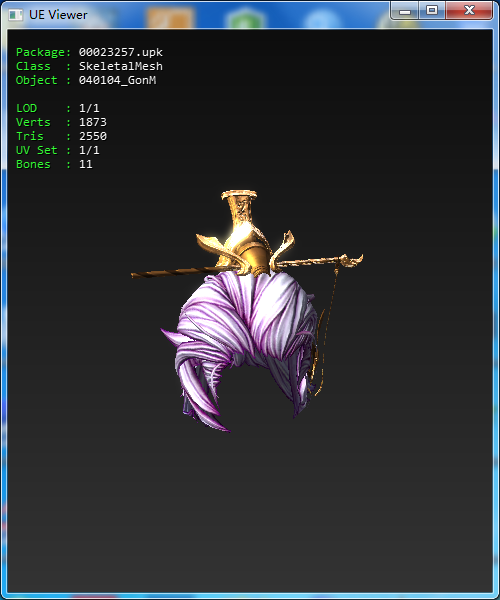 UE Viewer
Package: 00023257.upk
Class : SkeletalMesh
Object : 040104_GonM
LOD : 1/1
Verts : 1873
Tris : 2550
UV Set : 1/1
Bones : 11